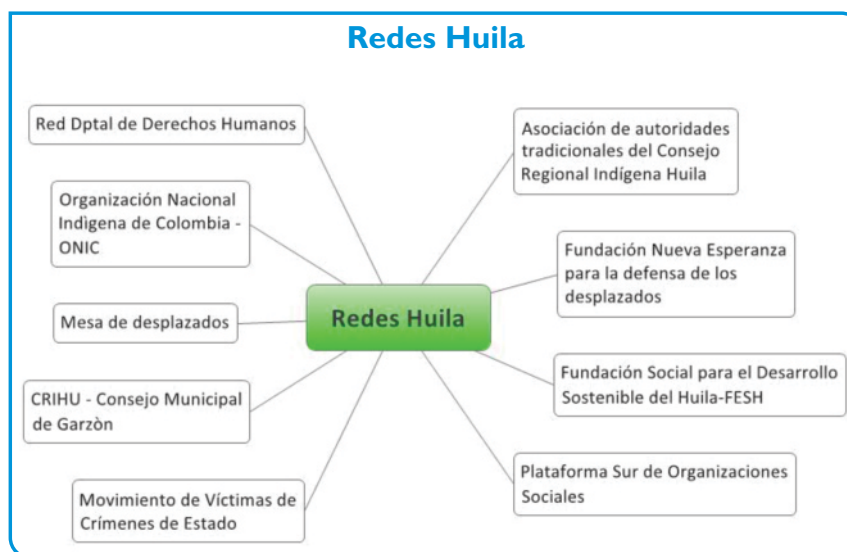 Redes Huila
Red Dptal de Derechos Humanos
Organización Nacional
Indìgena de Colombia -
ONIC
Mesa de desplazados
CRIHU - Consejo Municipal
de Garzòn
Movimiento de Víctimas de
Crímenes de Estado
Redes Huila
Asociación de autoridades
tradicionales del Consejo
Regional Indígena Huila
Fundación Nueva Esperanza
para la defensa de los
desplazados
Fundación Social para el Desarrollo
Sostenible del Huila-FESH
Plataforma Sur de Organizaciones
Sociales